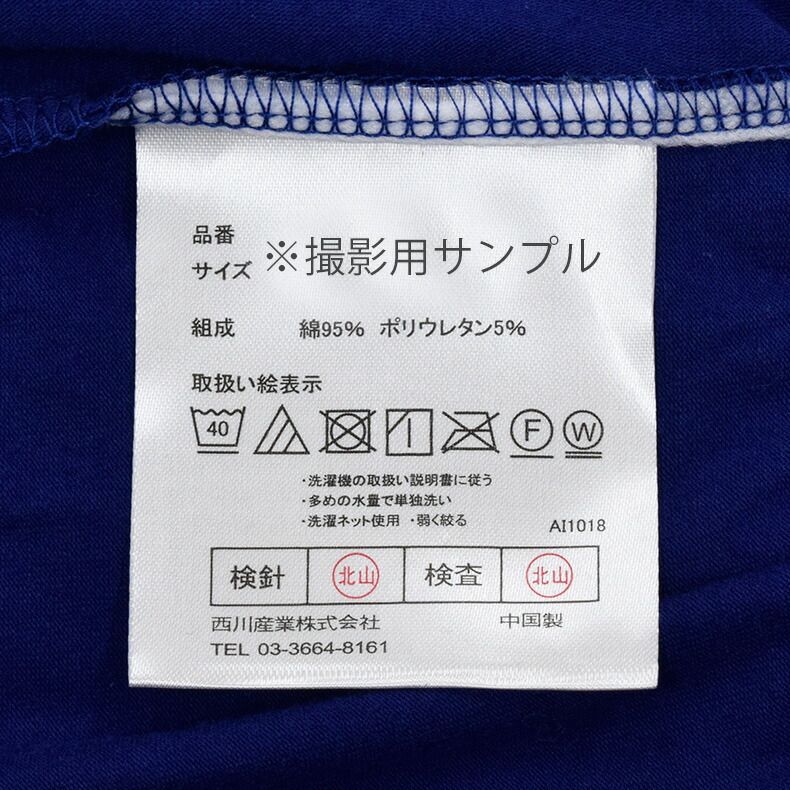 品番
※撮影用サンプル
サイズ
組成 綿95% ポリウレタン5%
取扱い絵表示
40 F W
・洗濯機の取扱い説明書に従う
・多めの水量で単独洗い
・洗濯ネット使用 ・弱く絞る
AI1018
検針 北山 検査 北山
西川産業株式会社 中国製
TEL 03-3664-8161